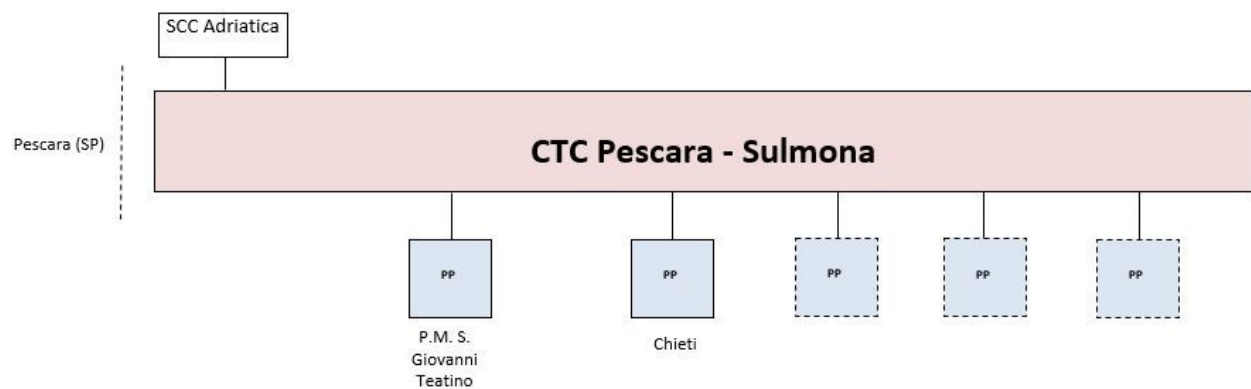 SCC Adriatica
Pescara (SP)
CTC Pescara - Sulmona
PP
PP
PP
PP
PP
P.M. S.
Giovanni
Teatino
Chieti